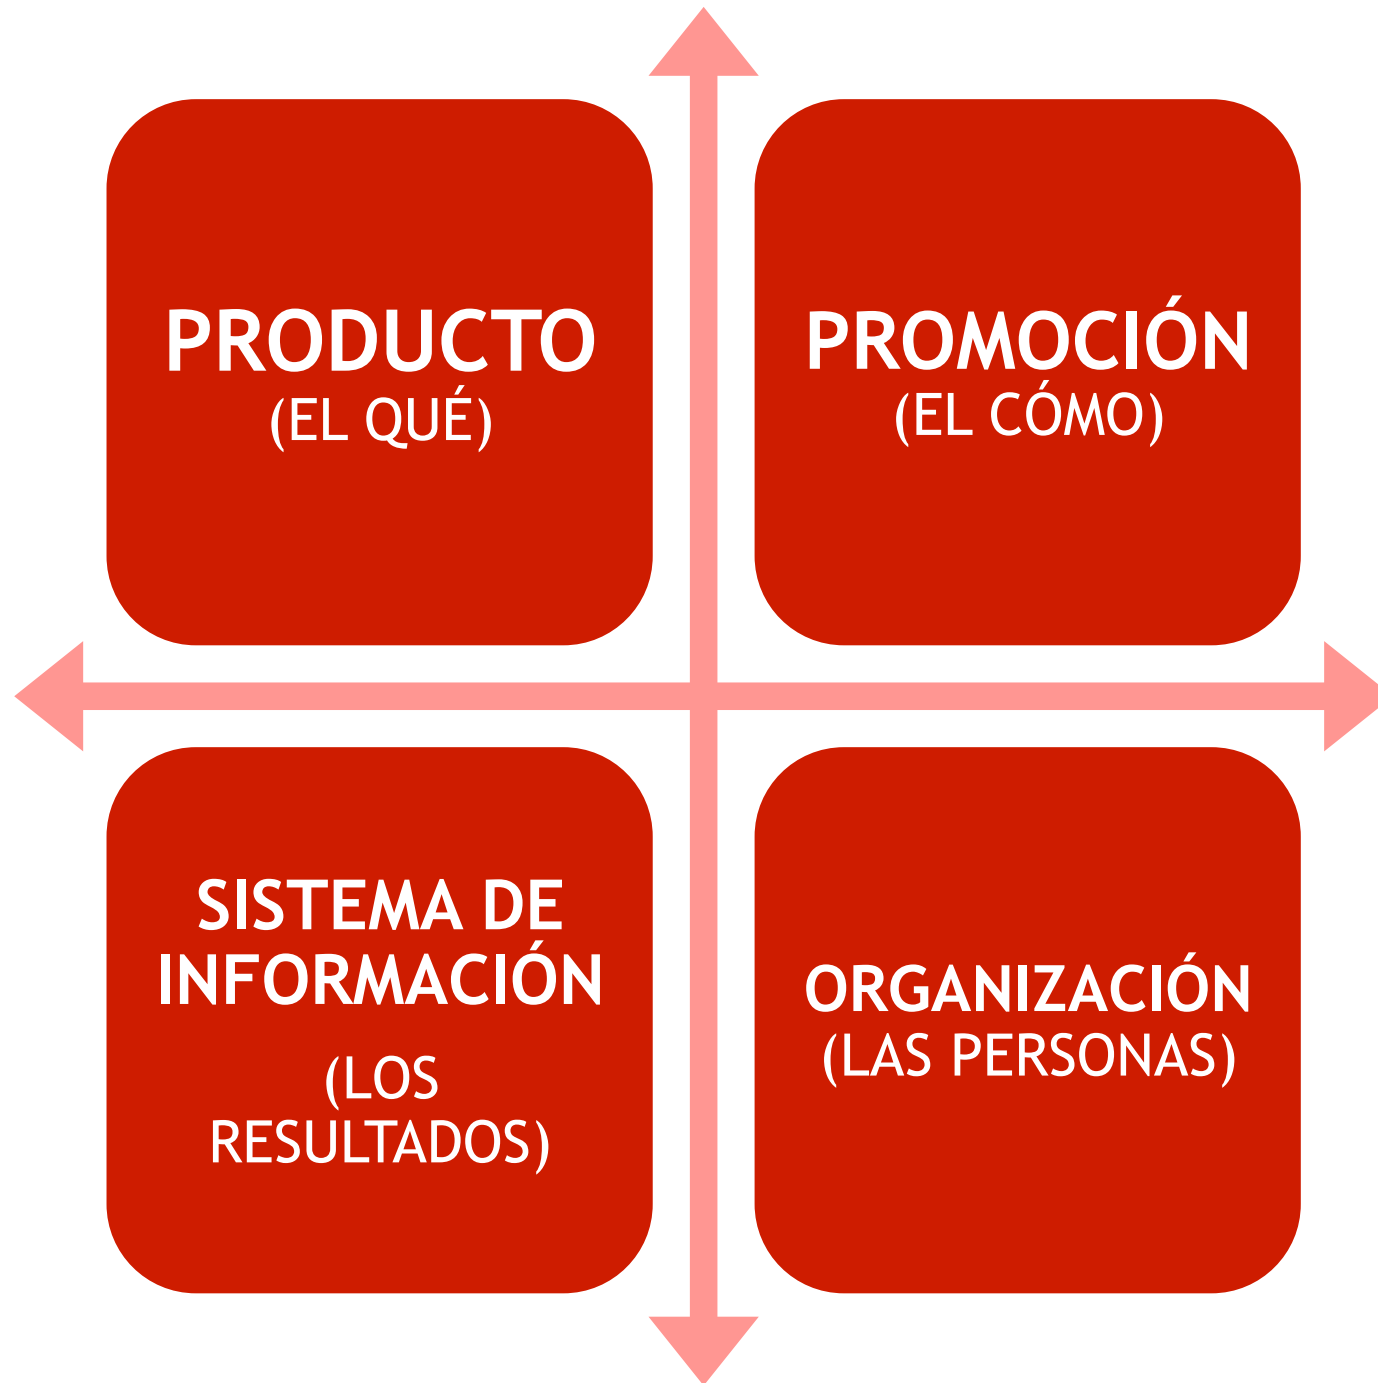 PRODUCTO
(EL QUÉ)
PROMOCIÓN
(EL CÓMO)
SISTEMA DE
INFORMACIÓN
(LOS
RESULTADOS)
ORGANIZACIÓN
(LAS PERSONAS)